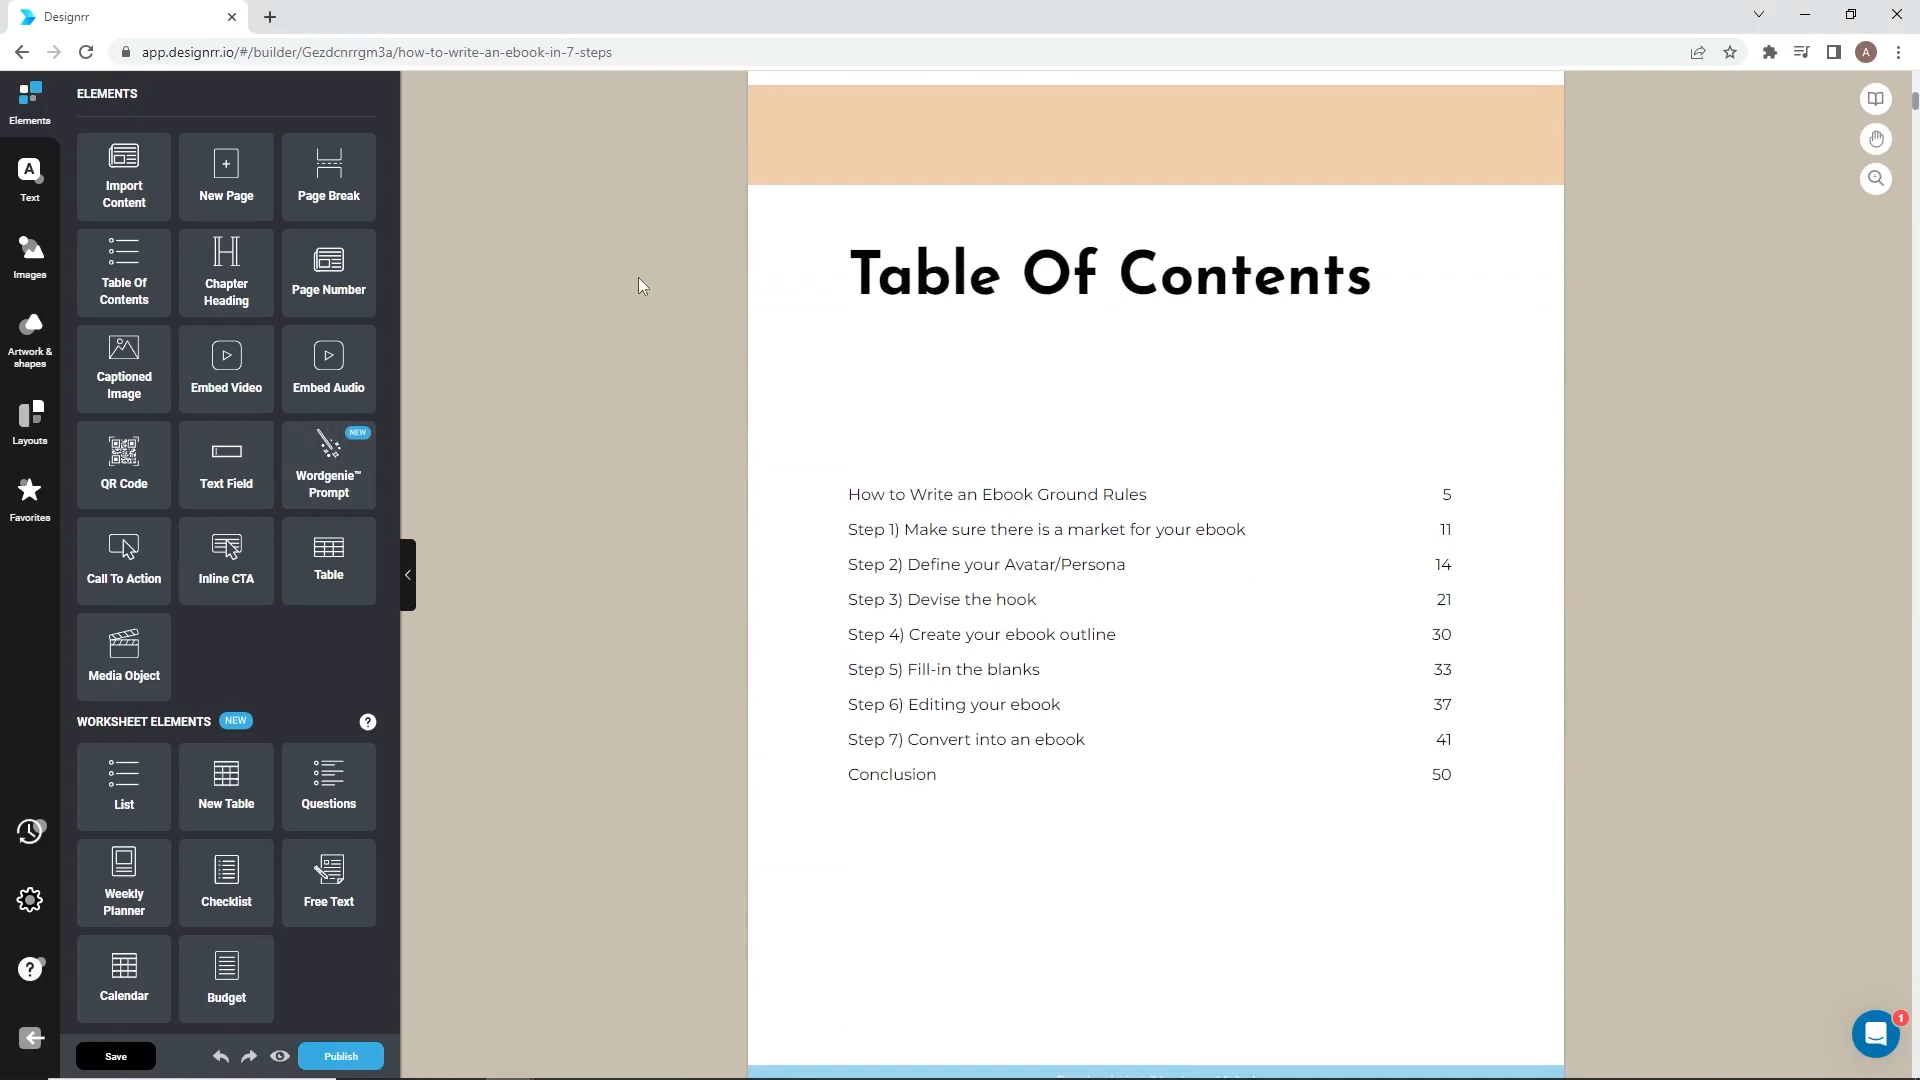 Designrr
app.designrr.io/#/builder/Gezdcnrrgm3a/how-to-write-an-ebook-in-7-steps
A
Elements
Text
Images
Artwork &
shapes
Layouts
Favorites
ELEMENTS
Import
Content
New Page
Page Break
Table Of
Contents
Chapter
Heading
Page Number
Captioned
Image
Embed Video
Embed Audio
QR Code
Text Field
NEW
Wordgenie™
Prompt
Call To Action
Inline CTA
Table
Media Object
WORKSHEET ELEMENTS NEW ?
List
New Table
Questions
Weekly
Planner
Checklist
Free Text
Calendar
Budget
Save
Publish
Table Of Contents
How to Write an Ebook Ground Rules 5
Step 1) Make sure there is a market for your ebook 11
Step 2) Define your Avatar/Persona 14
Step 3) Devise the hook 21
Step 4) Create your ebook outline 30
Step 5) Fill-in the blanks 33
Step 6) Editing your ebook 37
Step 7) Convert into an ebook 41
Conclusion 50
1